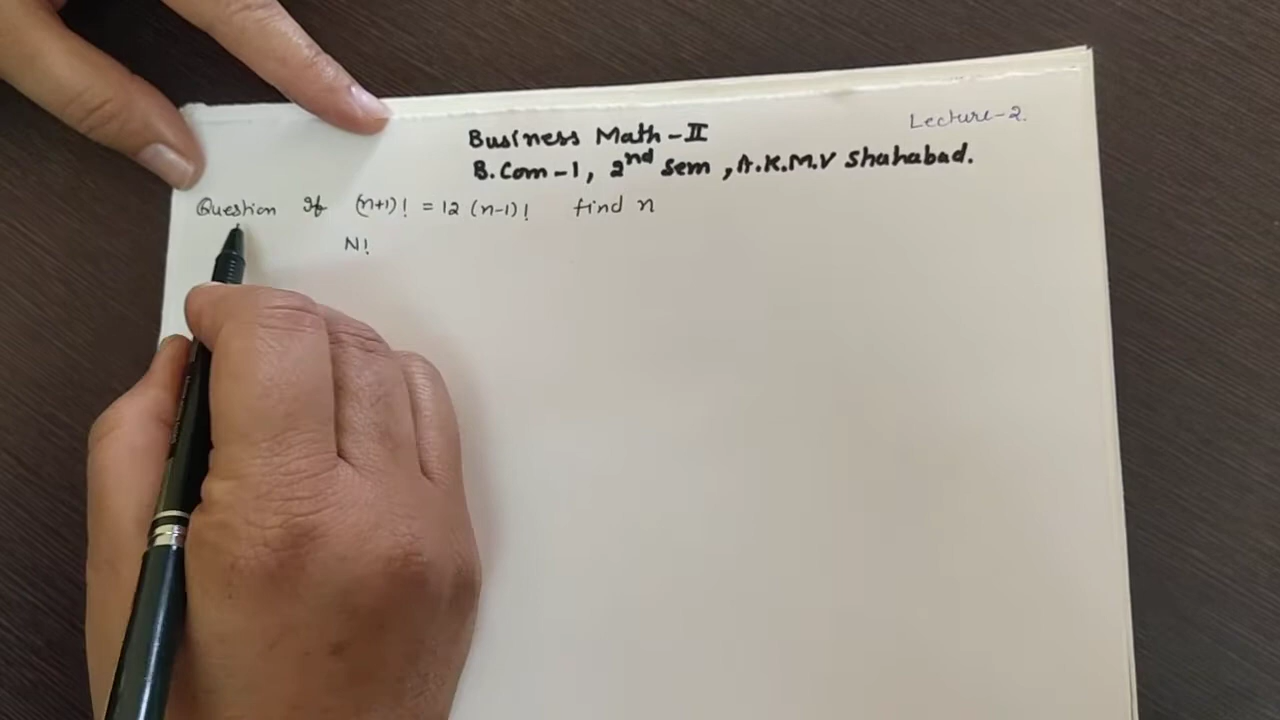 Lecture-2.
Business Math-II
B.Com-1, 2nd sem, A.K.M.V Shahabad.
Question If (n+1)! = 12 (n-1)! find n
N!